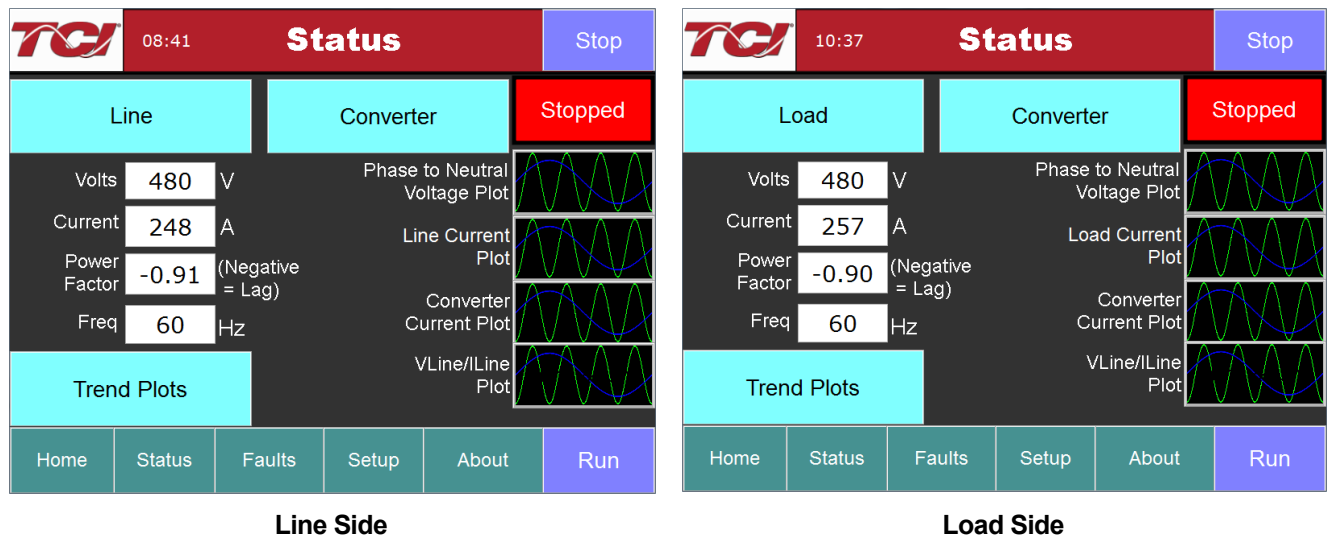 TCI
08:41
Status
Stop
Line
Converter
Stopped
Volts
480
V
Phase to Neutral
Voltage Plot
Current
248
A
Line Current
Plot
Power
Factor
-0.91
(Negative
= Lag)
Converter
Current Plot
Freq
60
Hz
VLine/ILine
Plot
Trend Plots
Home
Status
Faults
Setup
About
Run
Line Side
TCI
10:37
Status
Stop
Load
Converter
Stopped
Volts
480
V
Phase to Neutral
Voltage Plot
Current
257
A
Load Current
Plot
Power
Factor
-0.90
(Negative
= Lag)
Converter
Current Plot
Freq
60
Hz
VLine/ILine
Plot
Trend Plots
Home
Status
Faults
Setup
About
Run
Load Side